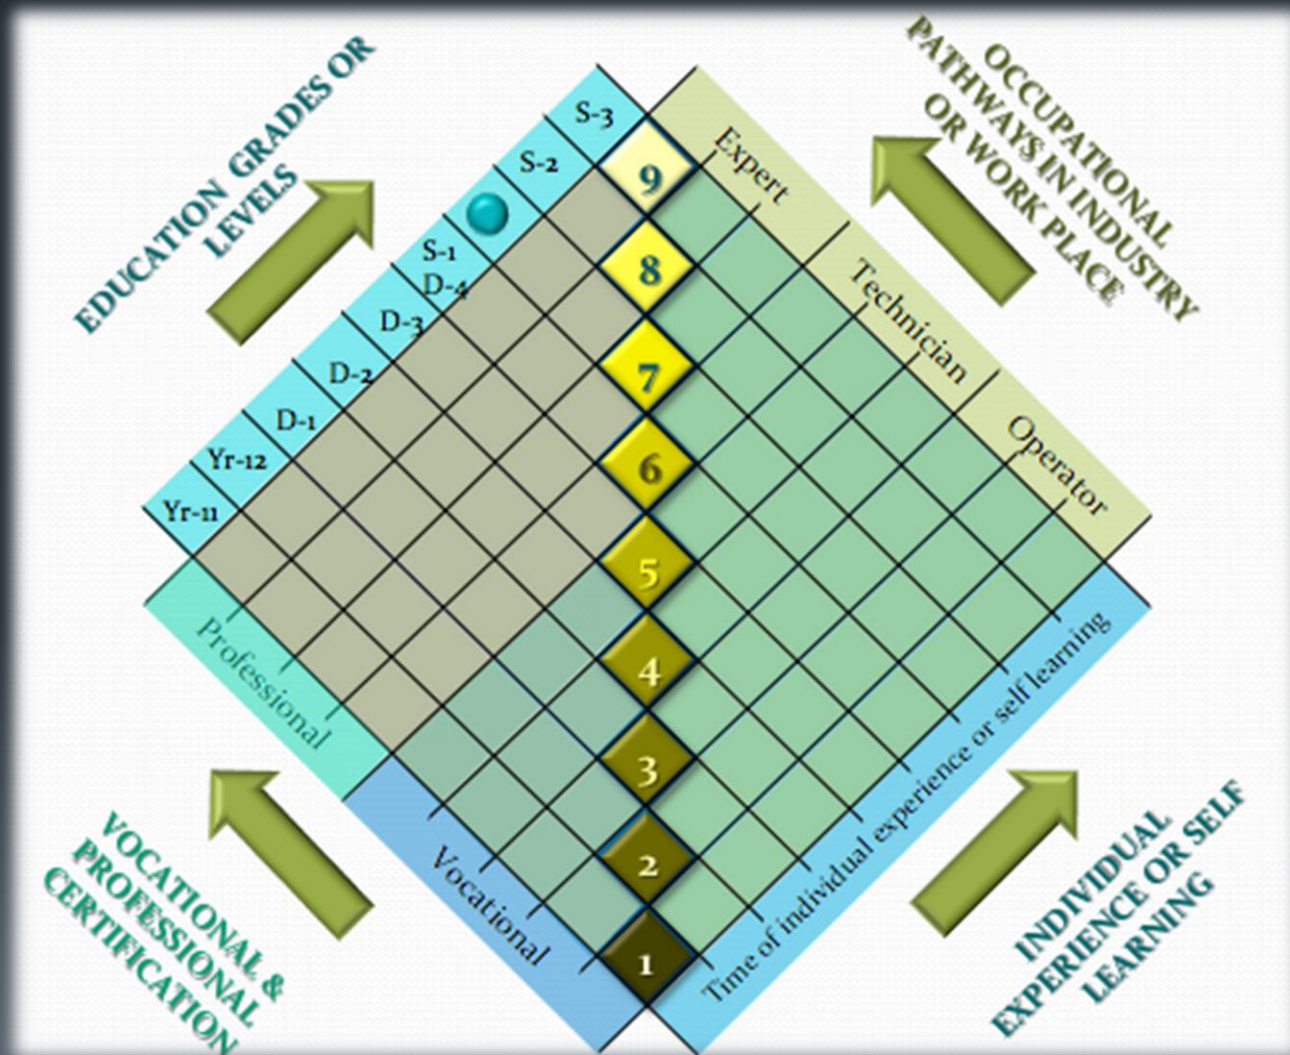 EDUCATION GRADES OR
LEVELS
OCCUPATIONAL
PATHWAYS IN INDUSTRY
OR WORK PLACE
S-3
S-2
S-1
D-4
D-3
D-2
D-1
Yr-12
Yr-11
Expert
Technician
Operator
9
8
7
6
5
4
3
2
1
Professional
Vocational
Time of individual experience or self learning
VOCATIONAL &
PROFESSIONAL
CERTIFICATION
INDIVIDUAL
EXPERIENCE OR SELF
LEARNING